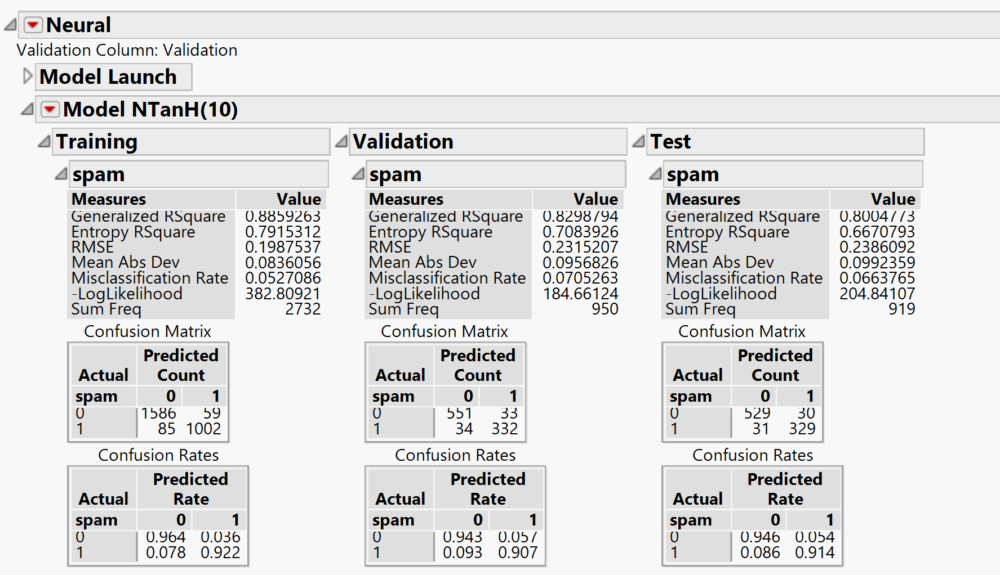 Neural
Validation Column: Validation
Model Launch
Model NTanH(10)
Training
spam
Measures Value
Generalized RSquare 0.8859263
Entropy RSquare 0.7915312
RMSE 0.1987537
Mean Abs Dev 0.0836056
Misclassification Rate 0.0527086
-LogLikelihood 382.80921
Sum Freq 2732
Confusion Matrix
Predicted
Actual Count
spam 0 1
0 1586 59
1 85 1002
Confusion Rates
Predicted
Actual Rate
spam 0 1
0 0.964 0.036
1 0.078 0.922
Validation
spam
Measures Value
Generalized RSquare 0.8298794
Entropy RSquare 0.7083926
RMSE 0.2315207
Mean Abs Dev 0.0956826
Misclassification Rate 0.0705263
-LogLikelihood 184.66124
Sum Freq 950
Confusion Matrix
Predicted
Actual Count
spam 0 1
0 551 33
1 34 332
Confusion Rates
Predicted
Actual Rate
spam 0 1
0 0.943 0.057
1 0.093 0.907
Test
spam
Measures Value
Generalized RSquare 0.8004773
Entropy RSquare 0.6670793
RMSE 0.2386092
Mean Abs Dev 0.0992359
Misclassification Rate 0.0663765
-LogLikelihood 204.84107
Sum Freq 919
Confusion Matrix
Predicted
Actual Count
spam 0 1
0 529 30
1 31 329
Confusion Rates
Predicted
Actual Rate
spam 0 1
0 0.946 0.054
1 0.086 0.914